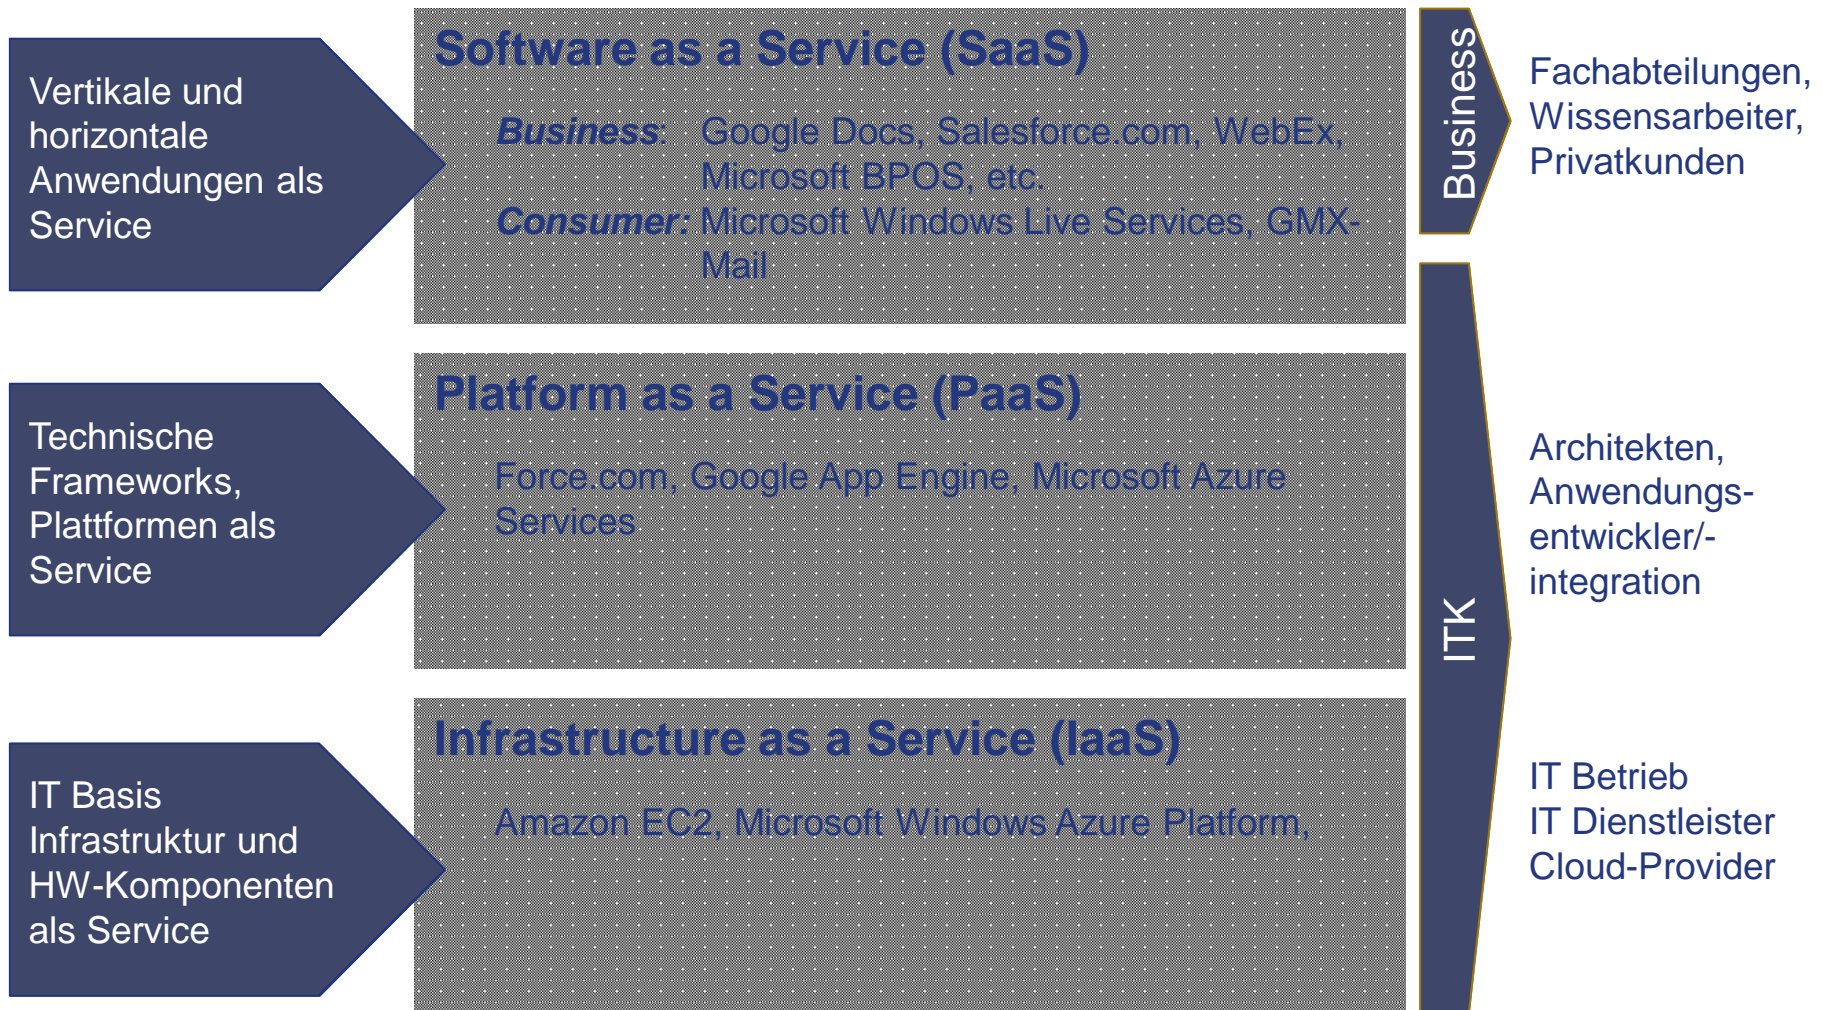 Vertikale und
horizontale
Anwendungen als
Service
Software as a Service (SaaS)
Business: Google Docs, Salesforce.com, WebEx,
Microsoft BPOS, etc.
Consumer: Microsoft Windows Live Services, GMX-
Mail
Business
Fachabteilungen,
Wissensarbeiter,
Privatkunden
Technische
Frameworks,
Plattformen als
Service
Platform as a Service (PaaS)
Force.com, Google App Engine, Microsoft Azure
Services
ITK
Architekten,
Anwendungs-
entwickler/-
integration
IT Basis
Infrastruktur und
HW-Komponenten
als Service
Infrastructure as a Service (IaaS)
Amazon EC2, Microsoft Windows Azure Platform,
IT Betrieb
IT Dienstleister
Cloud-Provider